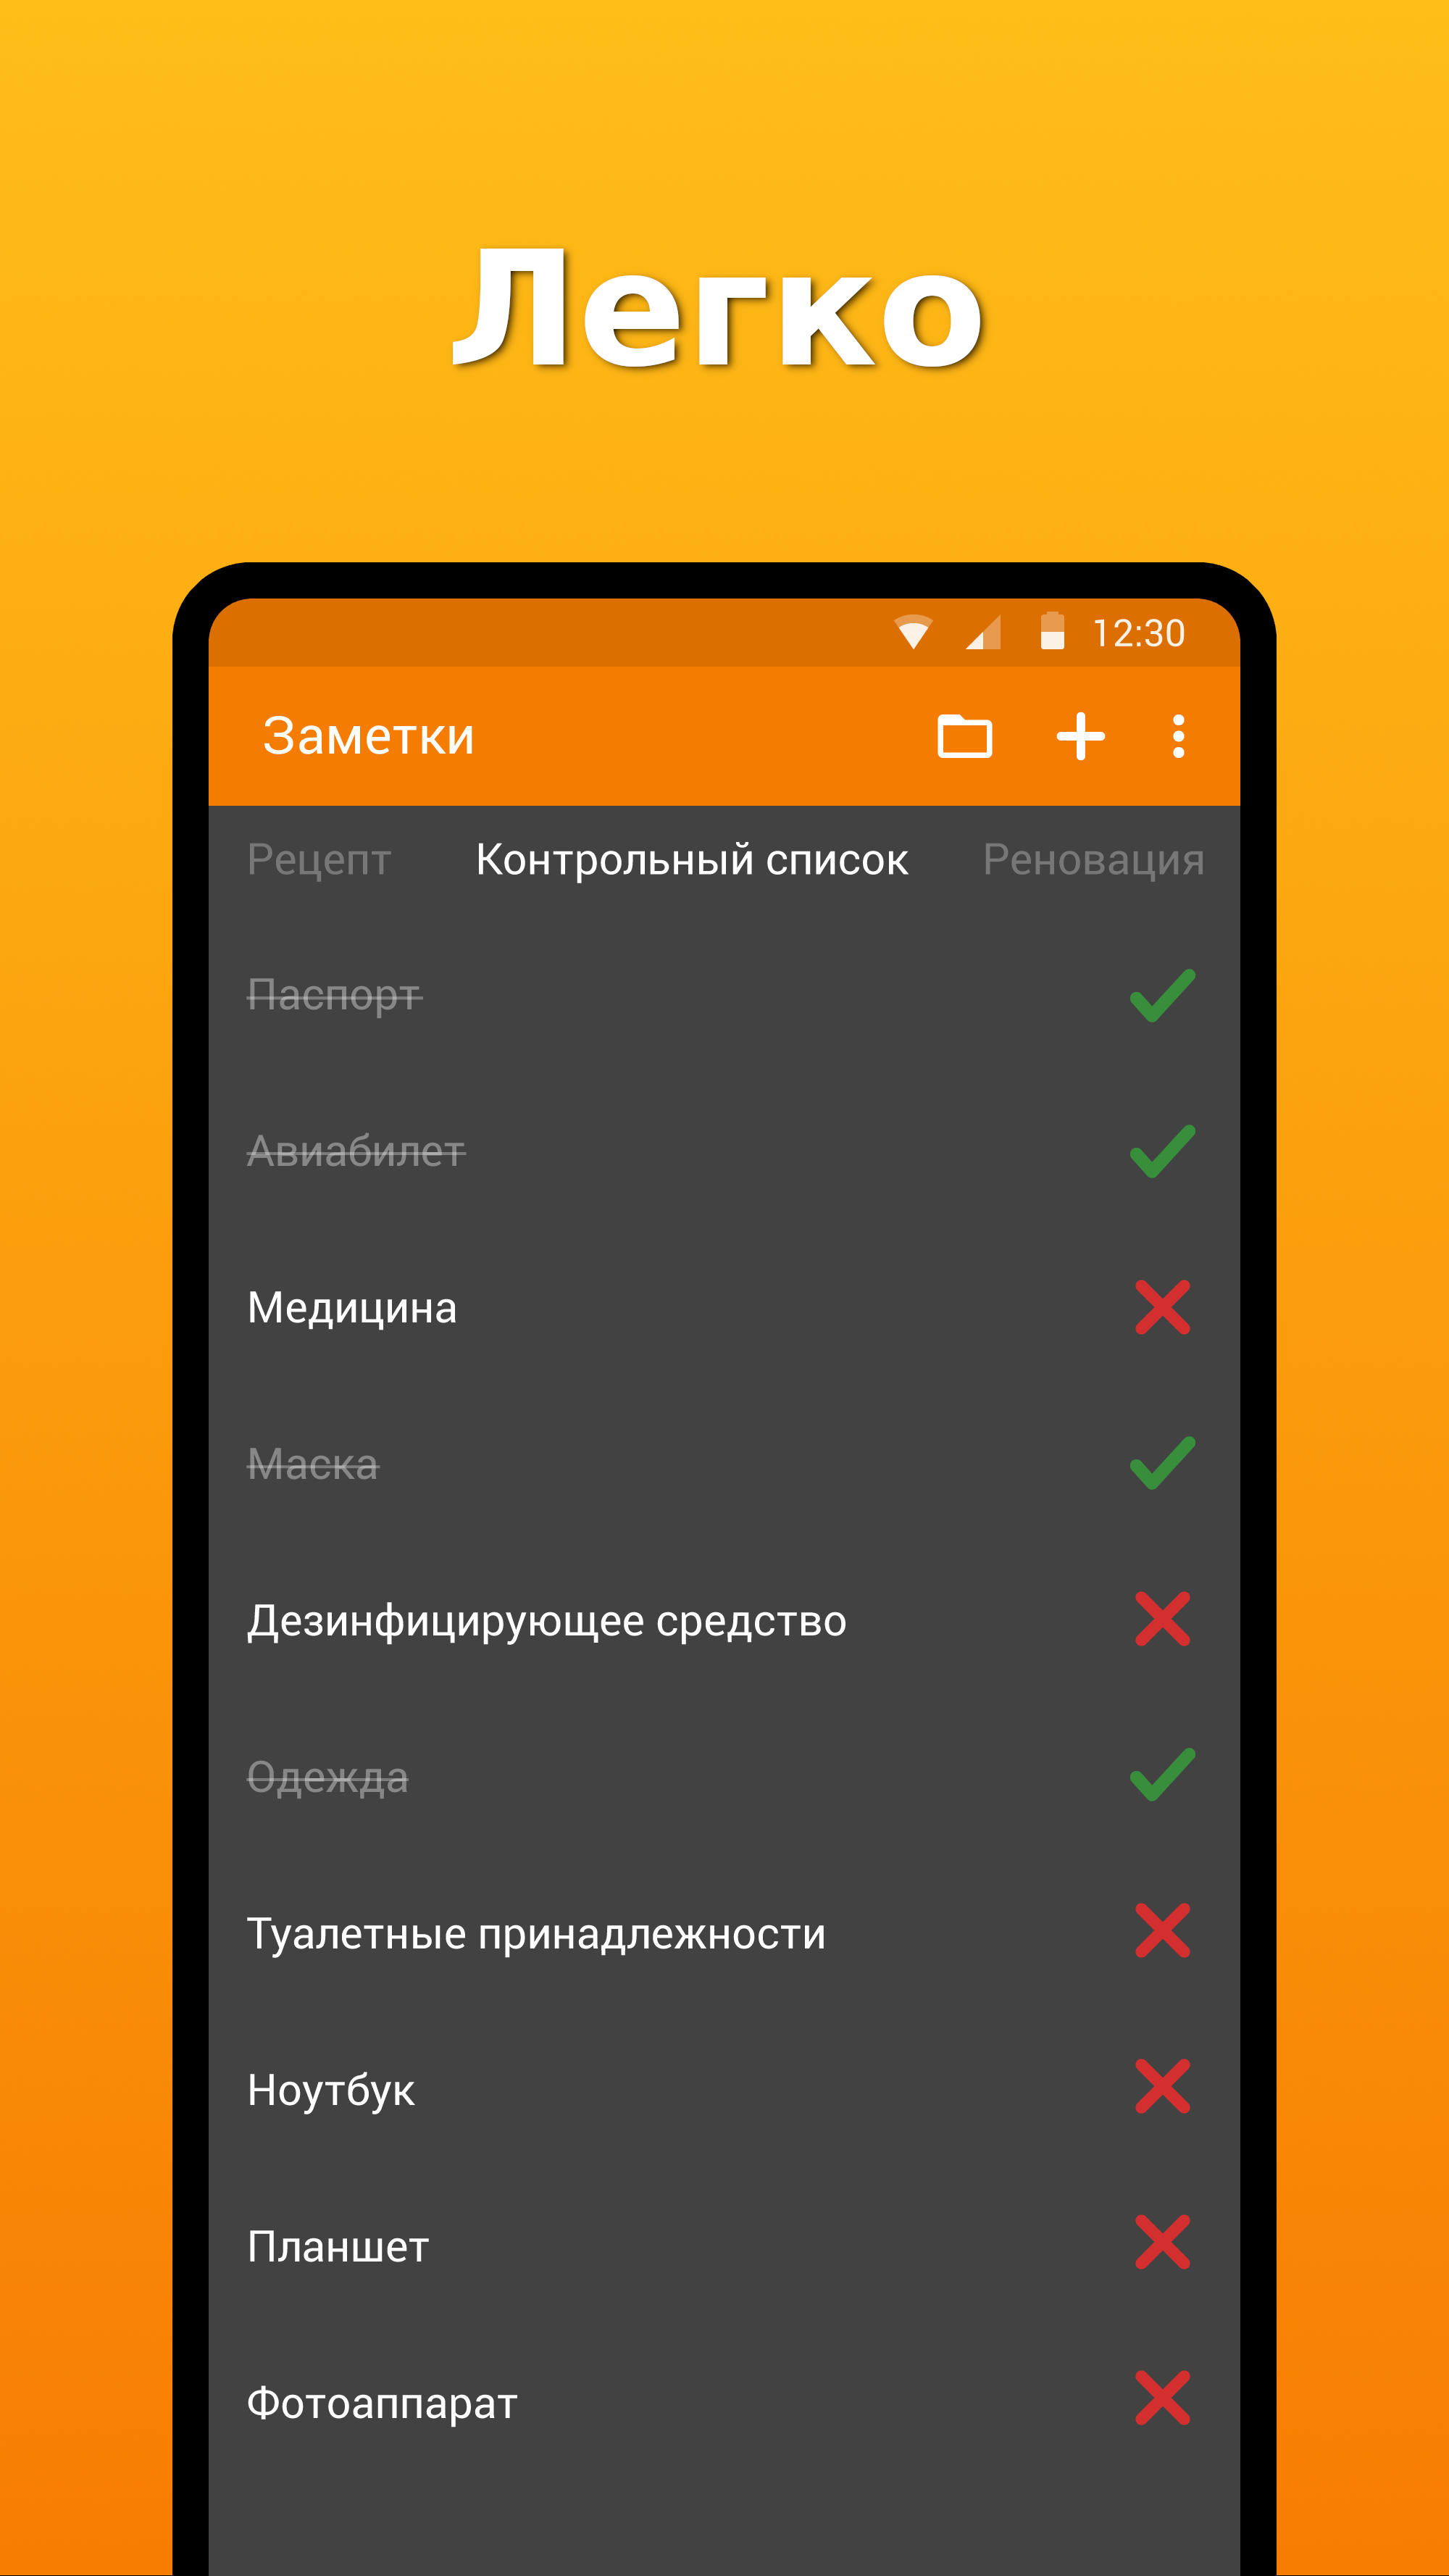 Легко
12:30
Заметки
Рецепт Контрольный список Реновация
Паспорт
Авиабилет
Медицина
Маска
Дезинфицирующее средство
Одежда
Туалетные принадлежности
Ноутбук
Планшет
Фотоаппарат